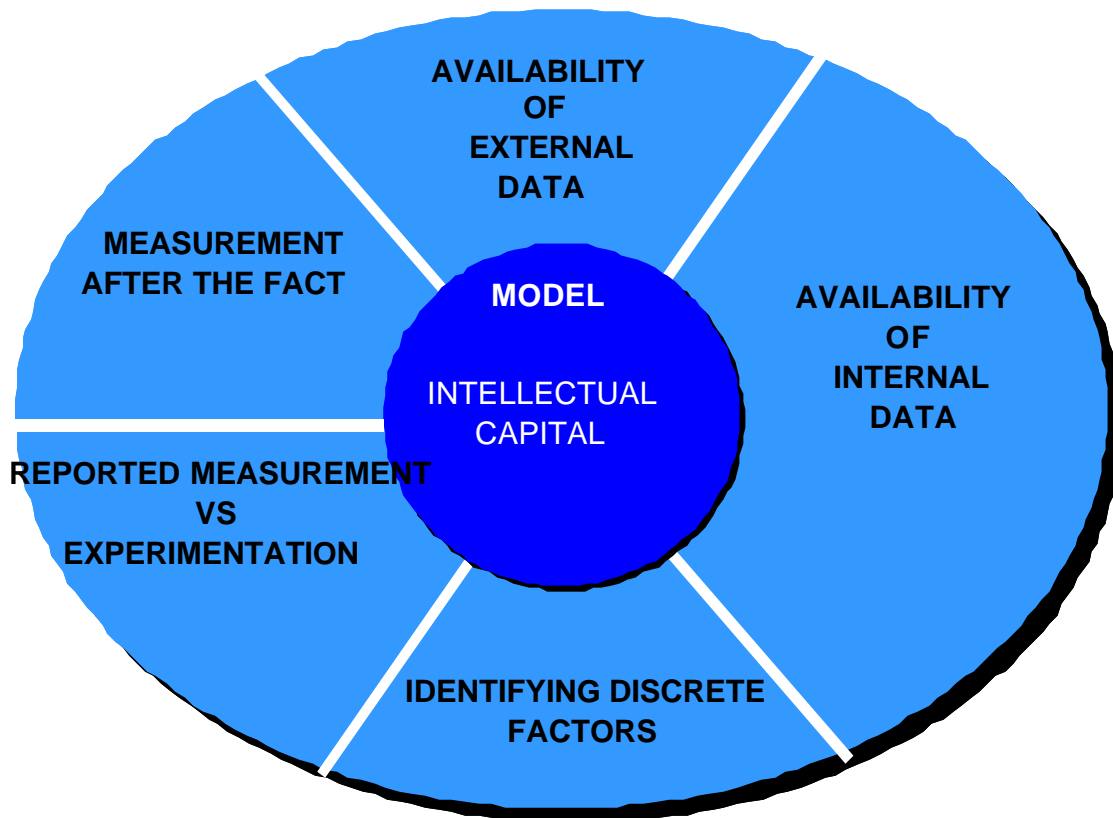 AVAILABILITY
OF
EXTERNAL
DATA
MEASUREMENT
AFTER THE FACT
MODEL
INTELLECTUAL
CAPITAL
AVAILABILITY
OF
INTERNAL
DATA
REPORTED MEASUREMENT
VS
EXPERIMENTATION
IDENTIFYING DISCRETE
FACTORS